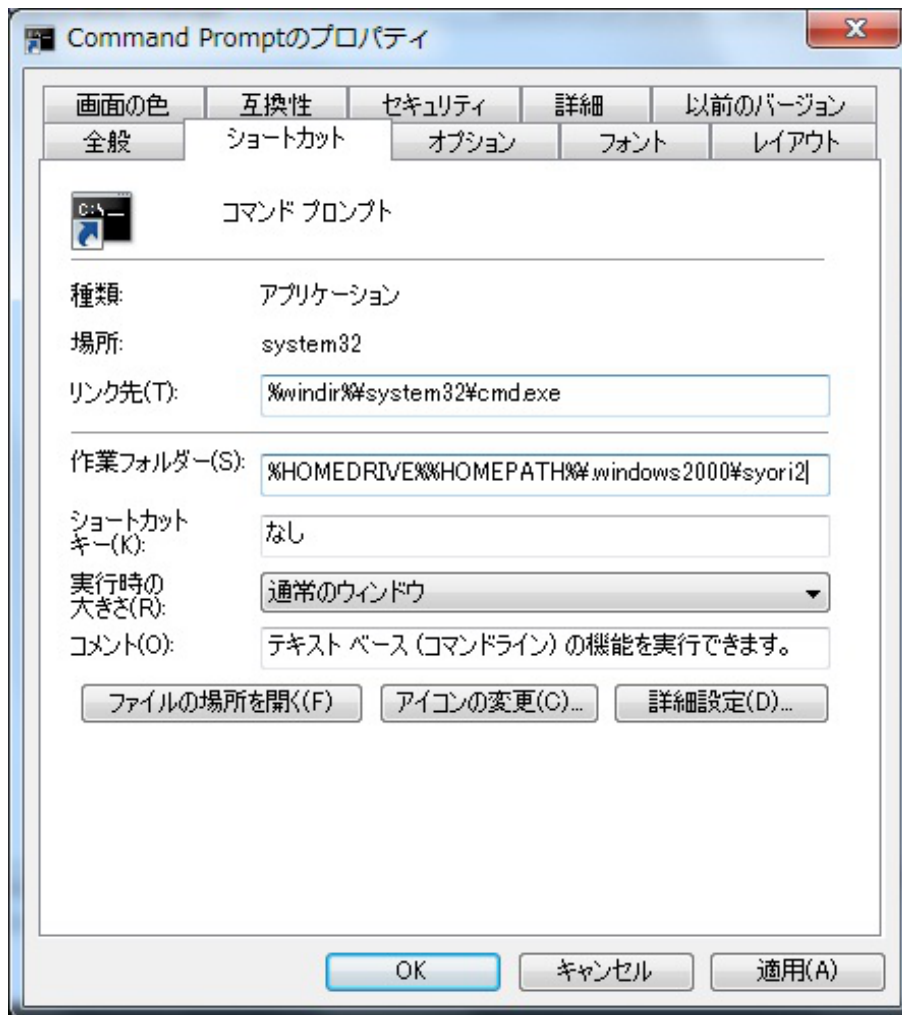 Command Promptのプロパティ
画面の色 互換性 セキュリティ 詳細 以前のバージョン
全般 ショートカット オプション フォント レイアウト
C:\
コマンド プロンプト
種類: アプリケーション
場所: system32
リンク先(T): %windir%¥system32¥cmd.exe
作業フォルダー(S): %HOMEDRIVE%%HOMEPATH%¥.windows2000¥syori2
ショートカット
キー(K): なし
実行時の
大きさ(R): 通常のウィンドウ
コメント(O): テキスト ベース (コマンドライン) の機能を実行できます。
ファイルの場所を開く(F) アイコンの変更(C)... 詳細設定(D)...
OK キャンセル 適用(A)